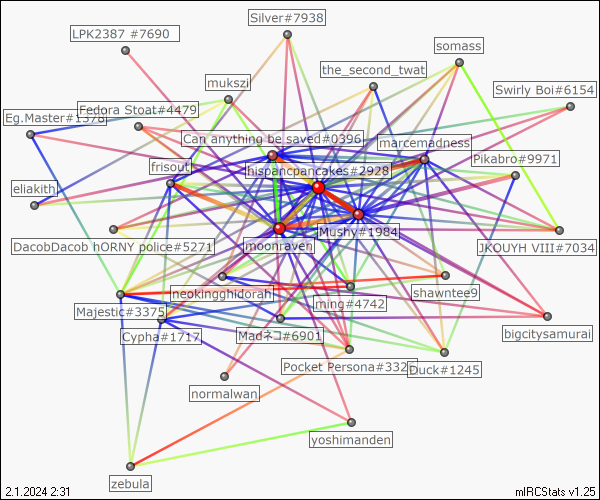 Silver#7938
LPK2387 #7690
somass
the_second_twat
mukszi
Swirly Boi#6154
Fedora Stoat#4479
Can anything be saved#0396
marcemadness
Pikabro#9971
frisout
hispancpancakes#2928
eliakith
Mushy#1984
DacobDacob hORNY police#5271
moonraven
JKOUYH VIII#7034
neokingghidorah
shawntee9
ming#4742
Majestic#3375
Cypha#1717
Madネコ#6901
bigcitysamurai
Pocket Persona#332
Duck#1245
normalwan
yoshimanden
zebula
2.1.2024 2:31
mIRCStats v1.25